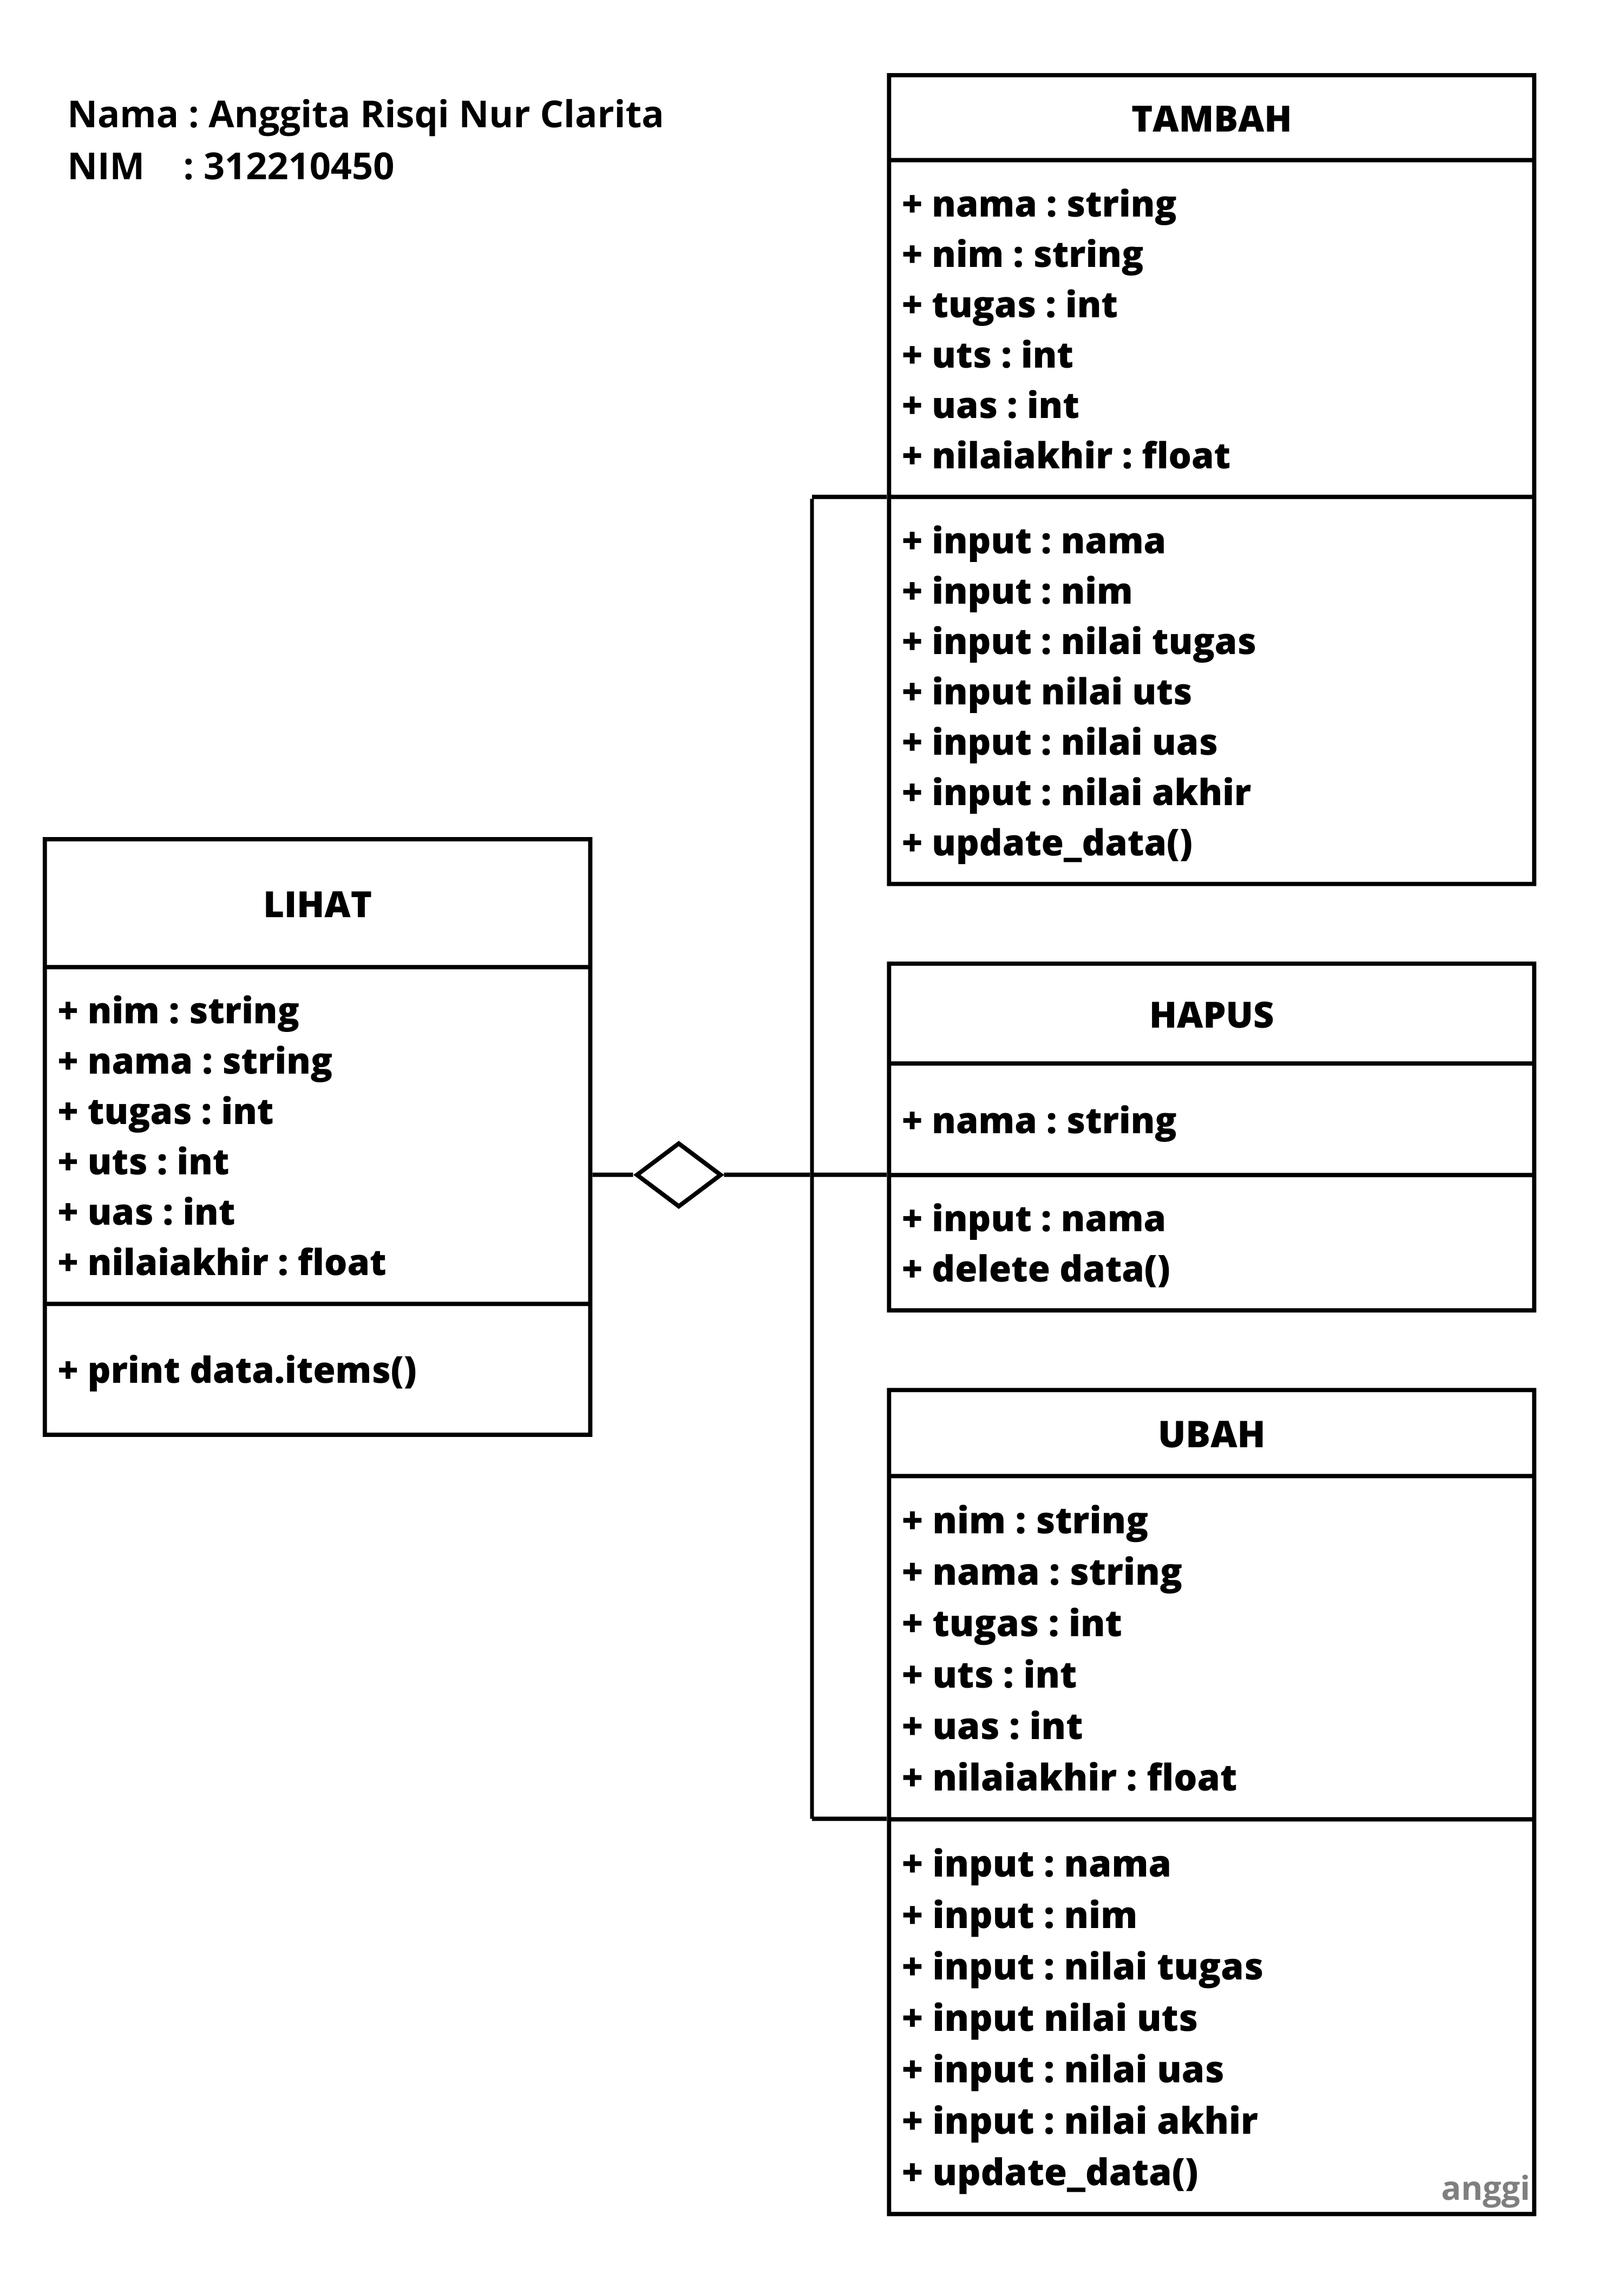 Nama : Anggita Risqi Nur Clarita
NIM : 312210450
TAMBAH
+ nama : string
+ nim : string
+ tugas : int
+ uts : int
+ uas : int
+ nilaiakhir : float
+ input : nama
+ input : nim
+ input : nilai tugas
+ input nilai uts
+ input : nilai uas
+ input : nilai akhir
+ update_data()
LIHAT
+ nim : string
+ nama : string
+ tugas : int
+ uts : int
+ uas : int
+ nilaiakhir : float
+ print data.items()
HAPUS
+ nama : string
+ input : nama
+ delete data()
UBAH
+ nim : string
+ nama : string
+ tugas : int
+ uts : int
+ uas : int
+ nilaiakhir : float
+ input : nama
+ input : nim
+ input : nilai tugas
+ input nilai uts
+ input : nilai uas
+ input : nilai akhir
+ update_data()
anggi